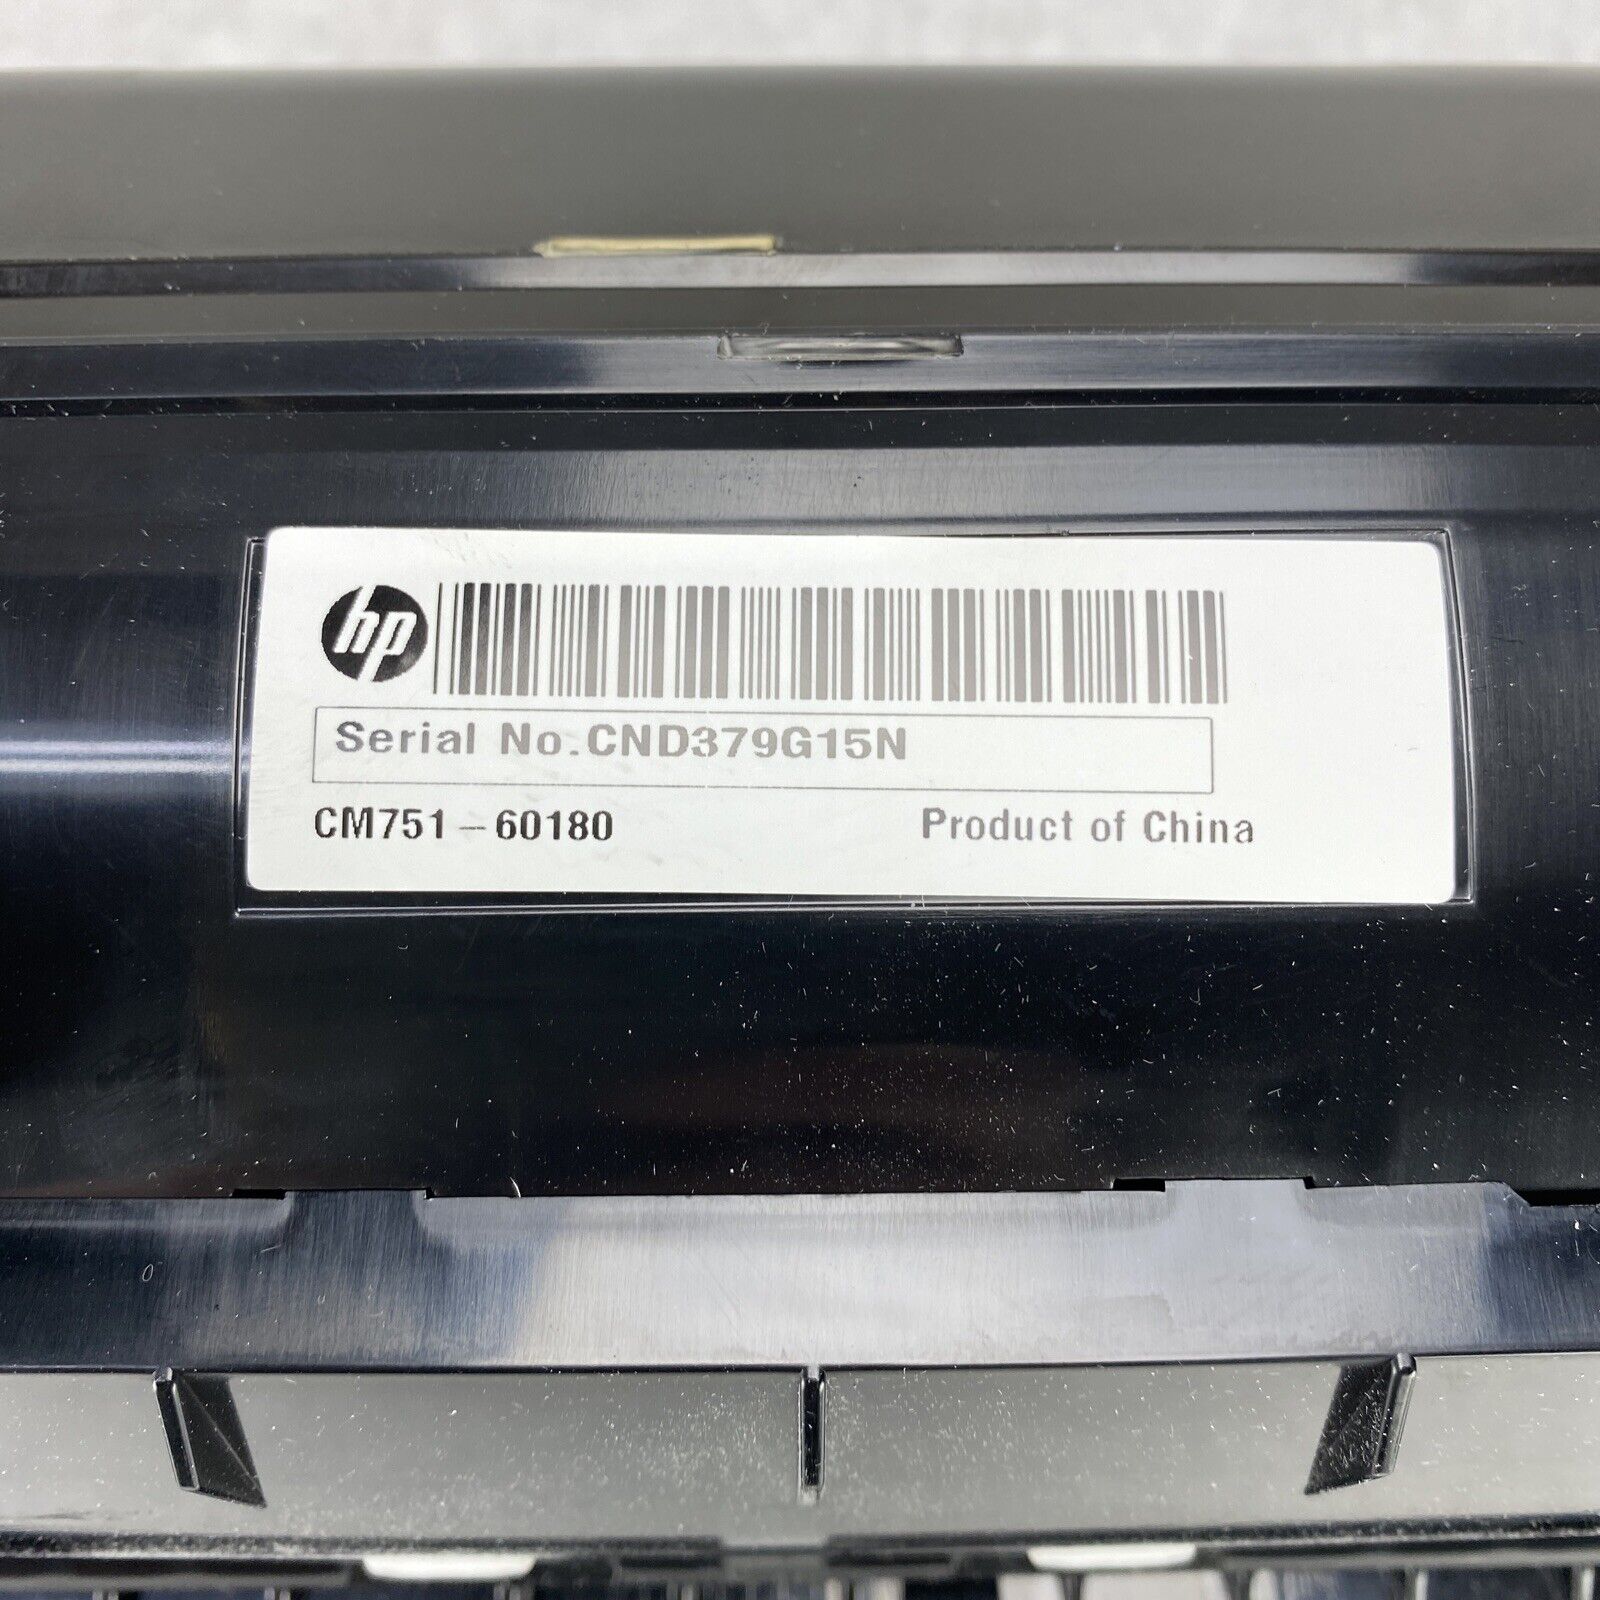 hp
Serial No.CND379G15N
CM751-60180
Product of China